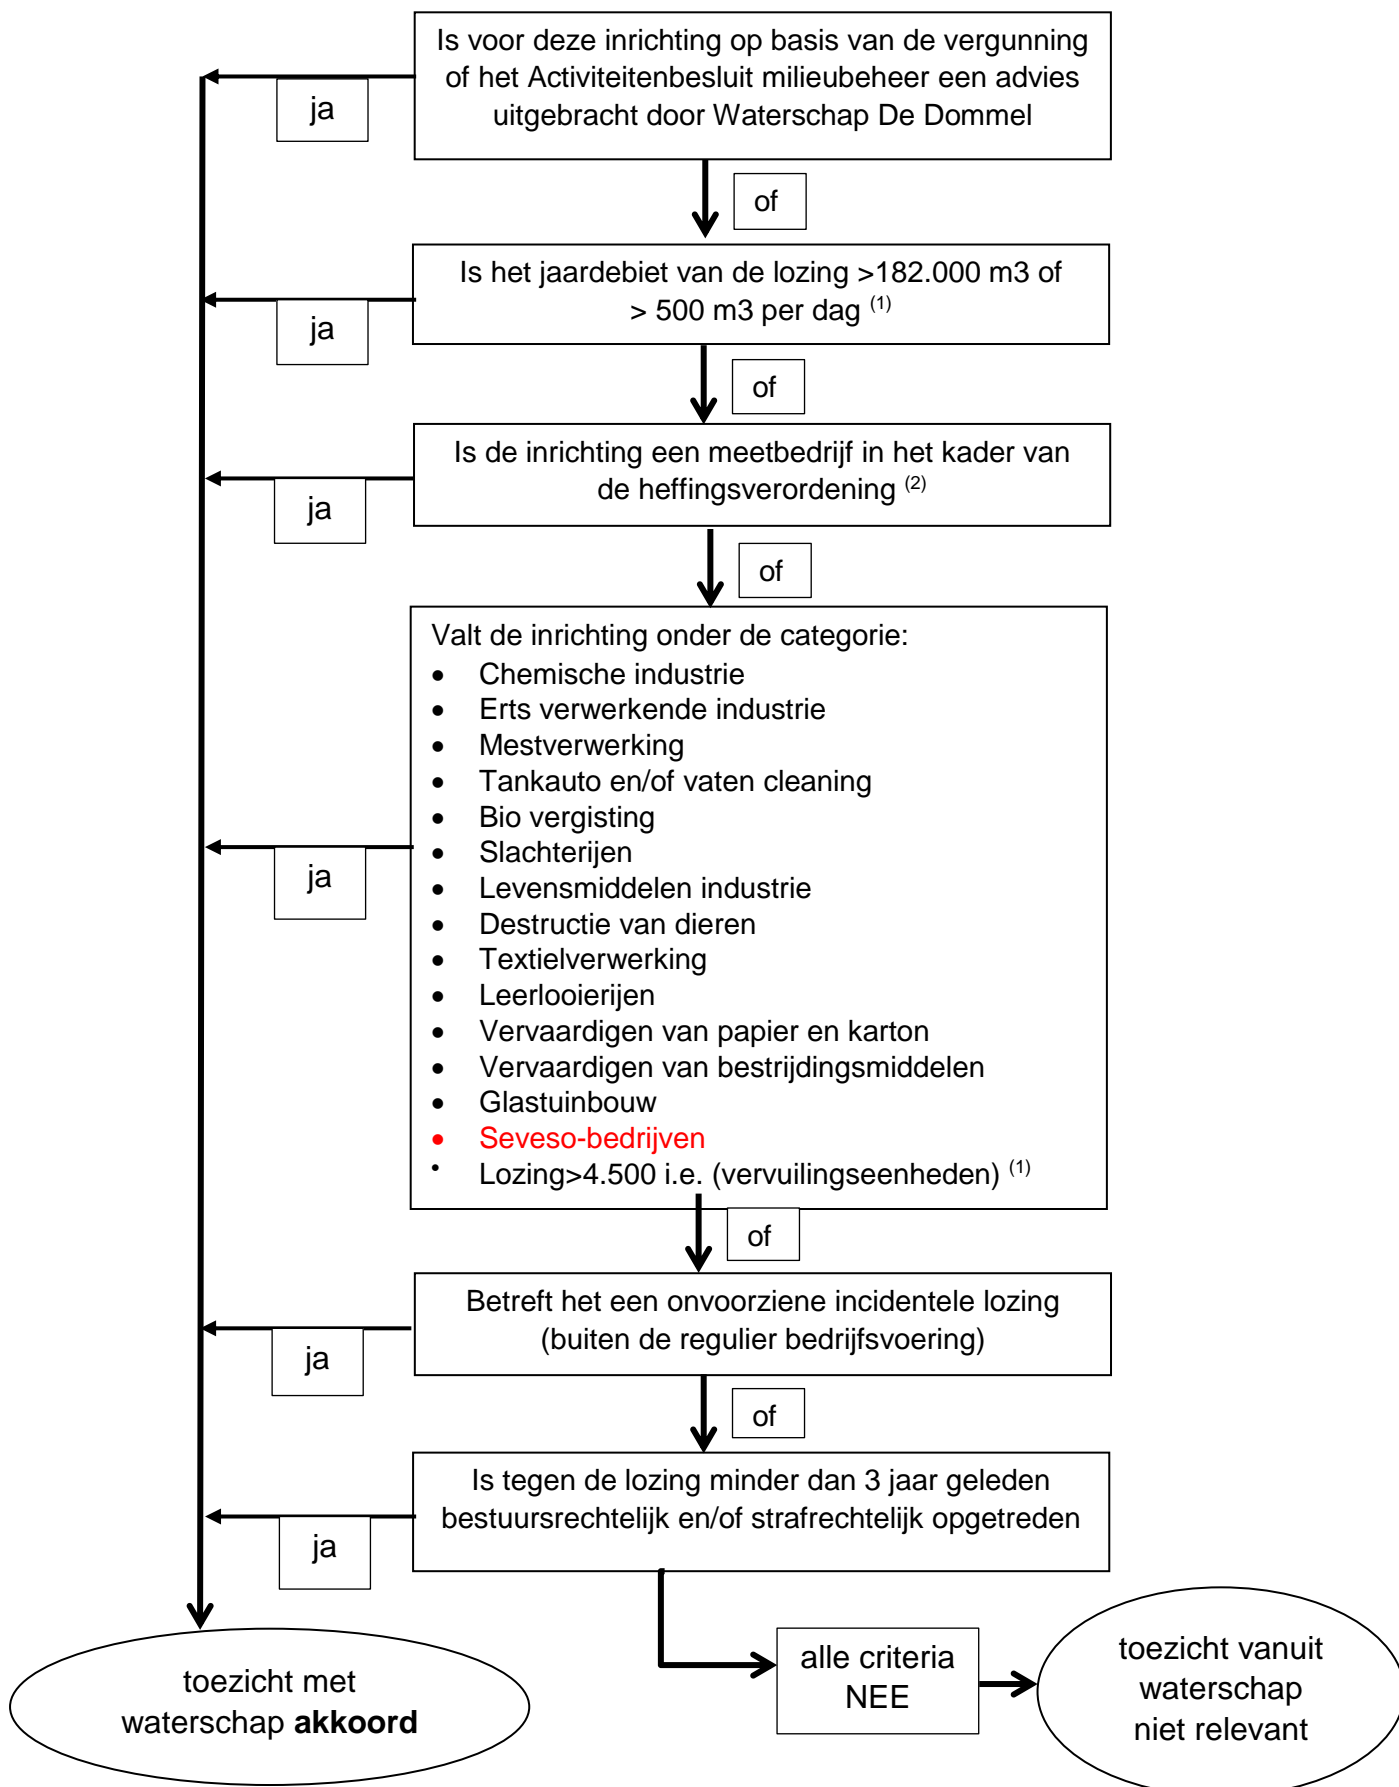 Is voor deze inrichting op basis van de vergunning
of het Activiteitenbesluit milieubeheer een advies
uitgebracht door Waterschap De Dommel
ja
of
Is het jaardebiet van de lozing >182.000 m3 of
> 500 m3 per dag (1)
ja
of
Is de inrichting een meetbedrijf in het kader van
de heffingsverordening (2)
ja
of
Valt de inrichting onder de categorie:
• Chemische industrie
• Erts verwerkende industrie
• Mestverwerking
• Tankauto en/of vaten cleaning
• Bio vergisting
• Slachterijen
• Levensmiddelen industrie
• Destructie van dieren
• Textielverwerking
• Leerlooierijen
• Vervaardigen van papier en karton
• Vervaardigen van bestrijdingsmiddelen
• Glastuinbouw
• Seveso-bedrijven
• Lozing>4.500 i.e. (vervuilingseenheden) (1)
ja
of
Betreft het een onvoorziene incidentele lozing
(buiten de regulier bedrijfsvoering)
ja
of
Is tegen de lozing minder dan 3 jaar geleden
bestuursrechtelijk en/of strafrechtelijk opgetreden
ja
toezicht met
waterschap akkoord
alle criteria
NEE
toezicht vanuit
waterschap
niet relevant